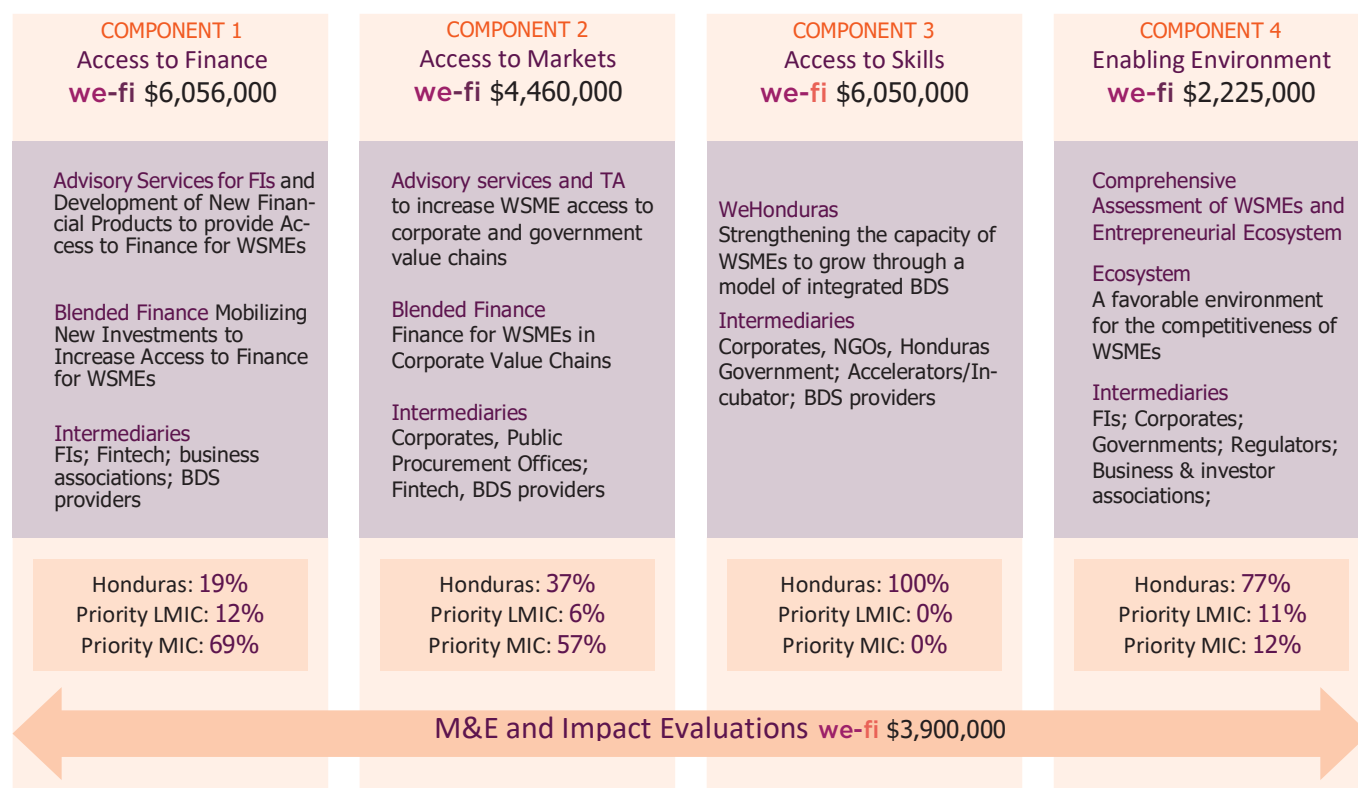 COMPONENT 1
Access to Finance
we-fi $6,056,000
Advisory Services for FIs and
Development of New Finan-
cial Products to provide Ac-
cess to Finance for WSMEs
Blended Finance Mobilizing
New Investments to
Increase Access to Finance
for WSMEs
Intermediaries
FIs; Fintech; business
associations; BDS
providers
Honduras: 19%
Priority LMIC: 12%
Priority MIC: 69%
COMPONENT 2
Access to Markets
we-fi $4,460,000
Advisory services and TA
to increase WSME access to
corporate and government
value chains
Blended Finance
Finance for WSMEs in
Corporate Value Chains
Intermediaries
Corporates, Public
Procurement Offices;
Fintech, BDS providers
Honduras: 37%
Priority LMIC: 6%
Priority MIC: 57%
COMPONENT 3
Access to Skills
we-fi $6,050,000
WeHonduras
Strengthening the capacity of
WSMEs to grow through a
model of integrated BDS
Intermediaries
Corporates, NGOs, Honduras
Government; Accelerators/In-
cubator; BDS providers
Honduras: 100%
Priority LMIC: 0%
Priority MIC: 0%
COMPONENT 4
Enabling Environment
we-fi $2,225,000
Comprehensive
Assessment of WSMEs and
Entrepreneurial Ecosystem
Ecosystem
A favorable environment
for the competitiveness of
WSMEs
Intermediaries
FIs; Corporates;
Governments; Regulators;
Business & investor
associations;
Honduras: 77%
Priority LMIC: 11%
Priority MIC: 12%
M&E and Impact Evaluations we-fi $3,900,000